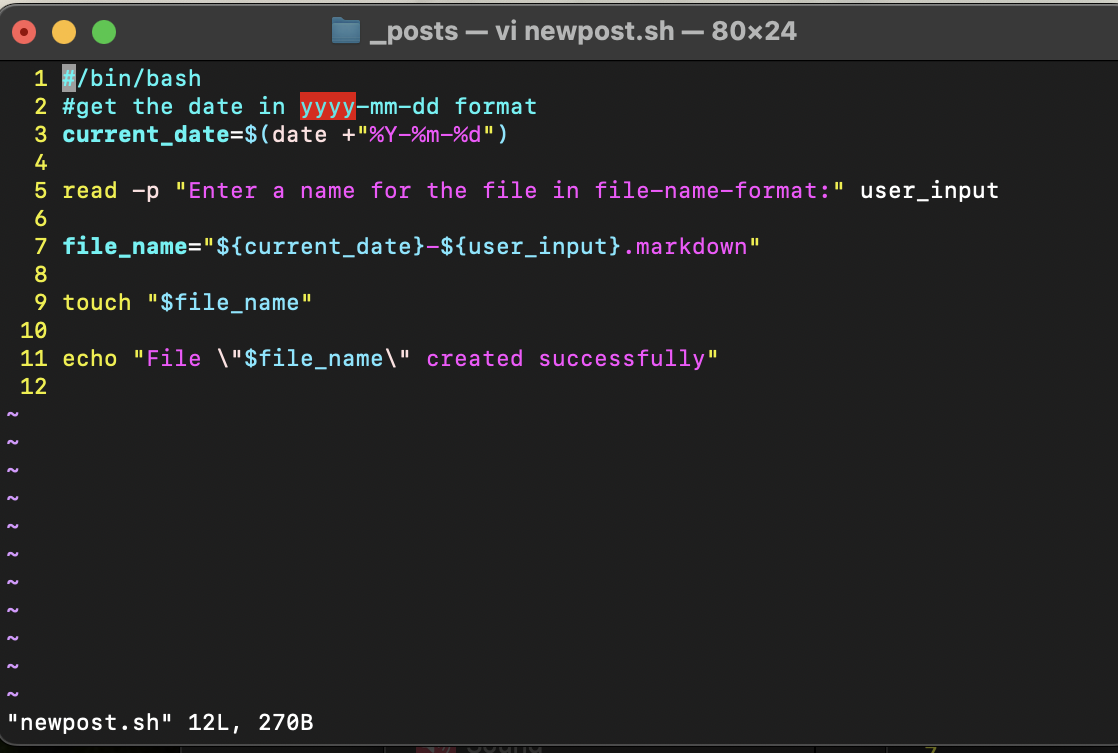 _posts — vi newpost.sh — 80×24
1 #/bin/bash
2 #get the date in yyyy-mm-dd format
3 current_date=$(date +"%Y-%m-%d")
4
5 read -p "Enter a name for the file in file-name-format:" user_input
6
7 file_name="${current_date}-${user_input}.markdown"
8
9 touch "$file_name"
10
11 echo "File \"$file_name\" created successfully"
12
~
~
~
~
~
~
~
~
~
~
~
"newpost.sh" 12L, 270B